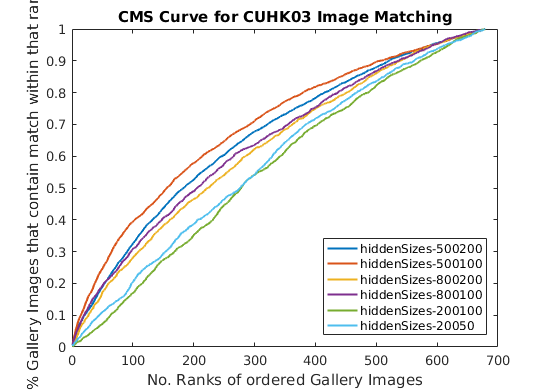 CMS Curve for CUHK03 Image Matching
% Gallery Images that contain match within that ran
1
0.9
0.8
0.7
0.6
0.5
0.4
0.3
0.2
0.1
0
0 100 200 300 400 500 600 700
No. Ranks of ordered Gallery Images
hiddenSizes-500200
hiddenSizes-500100
hiddenSizes-800200
hiddenSizes-800100
hiddenSizes-200100
hiddenSizes-20050